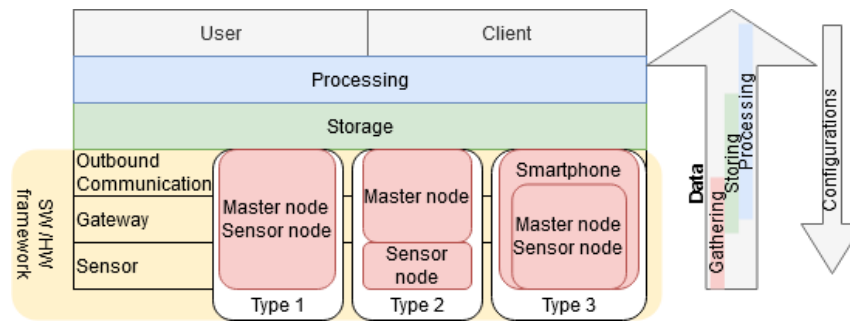 User
Client
Processing
Storage
Outbound
Communication
Gateway
Sensor
SW /HW
framework
Master node
Sensor node
Type 1
Master node
Sensor
node
Type 2
Smartphone
Master node
Sensor node
Type 3
Data
Gathering
Storing
Processing
Configurations